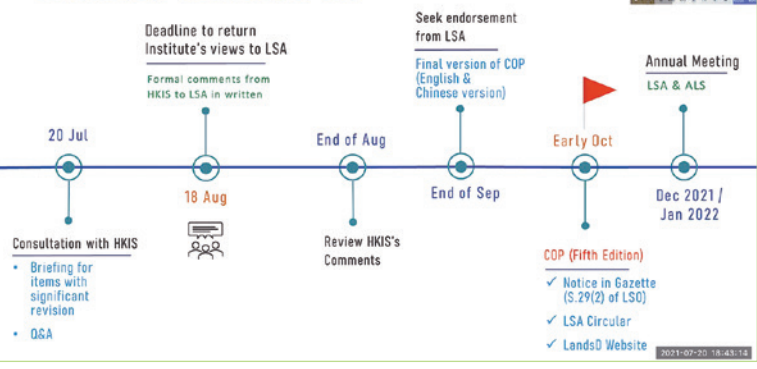 20 Jul
Consultation with HKIS
• Briefing for
items with
significant
revision
• Q&A
Deadline to return
Institute's views to LSA
Formal comments from
HKIS to LSA in written
18 Aug
End of Aug
Review HKIS's
Comments
Seek endorsement
from LSA
Final version of COP
(English &
Chinese version)
End of Sep
Early Oct
COP (Fifth Edition)
✓ Notice in Gazette
(S.29(2) of LSO)
✓ LSA Circular
✓ LandsD Website
Annual Meeting
LSA & ALS
Dec 2021 /
Jan 2022
2021-07-20 18:43:14